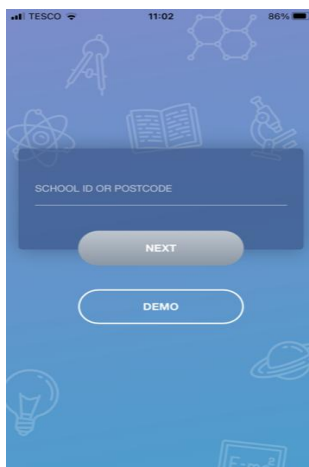 TESCO 11:02 86%
SCHOOL ID OR POSTCODE
NEXT
DEMO